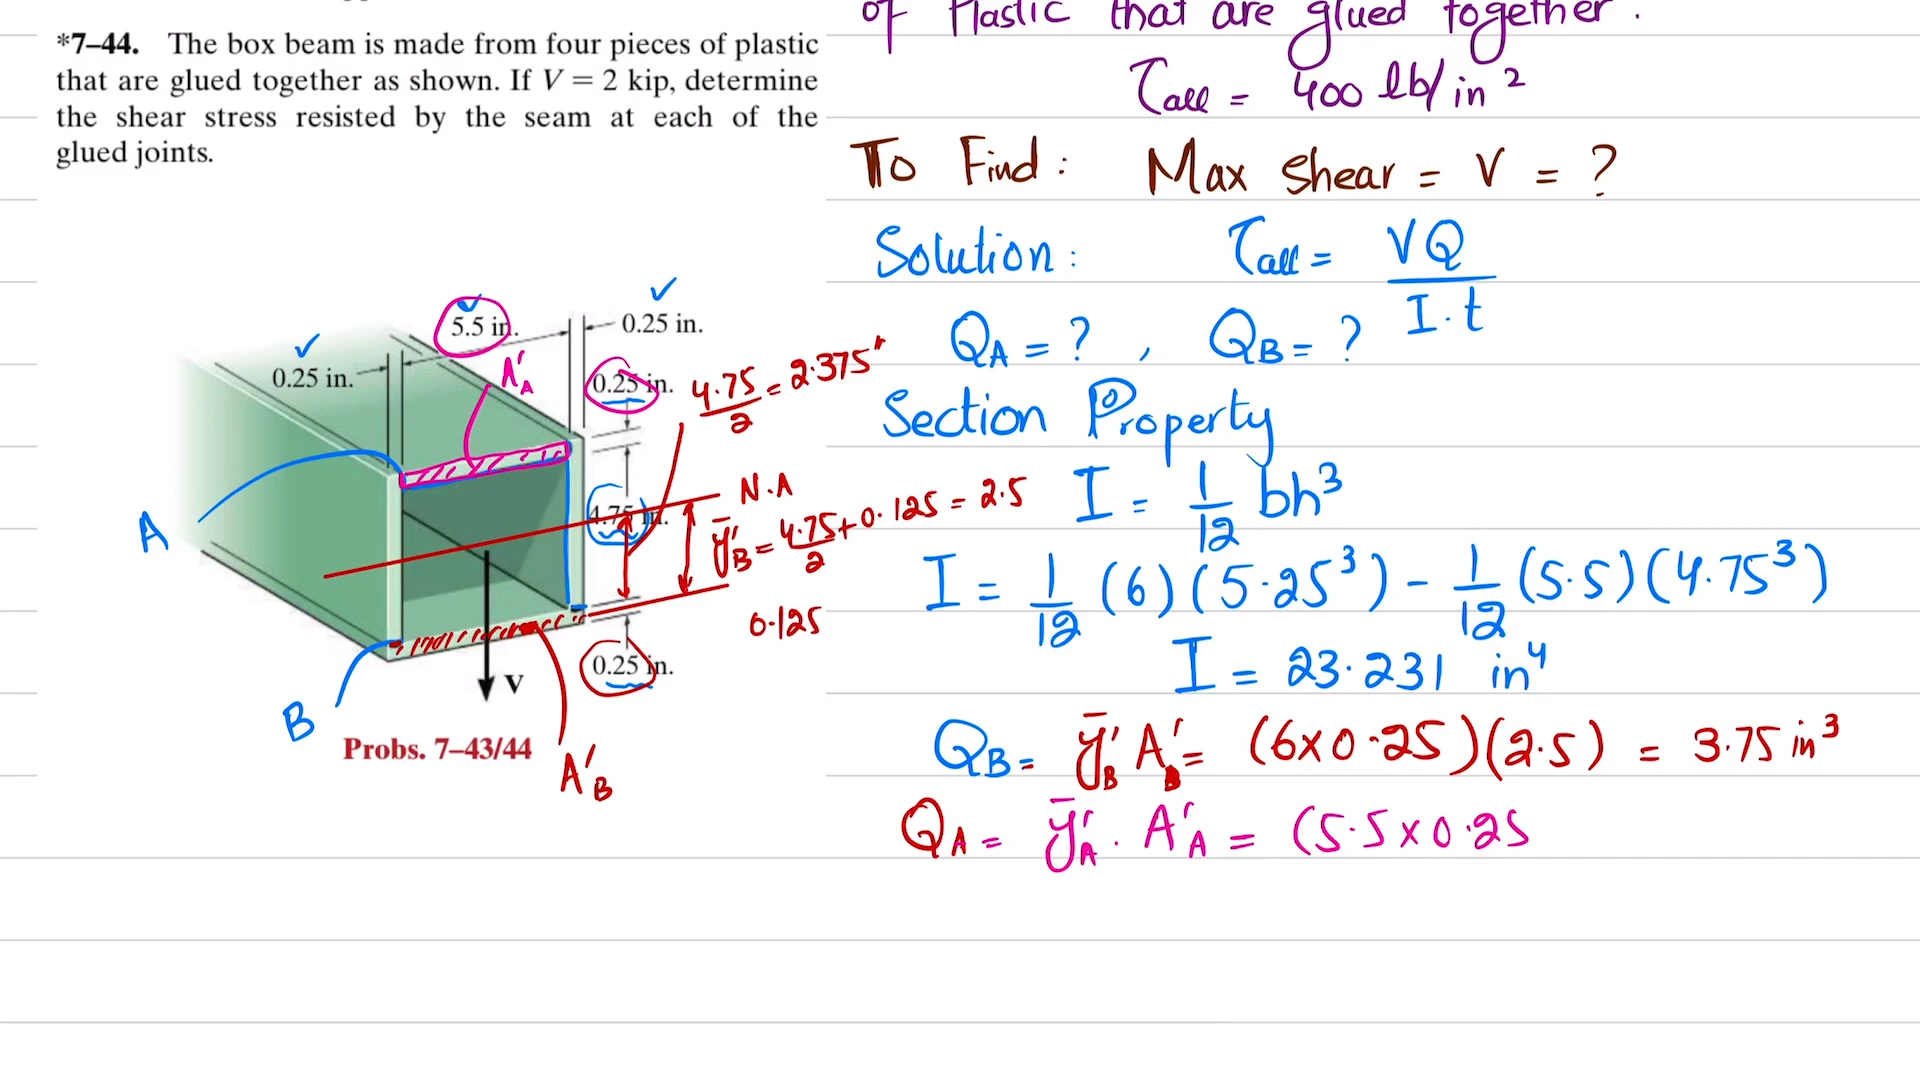 *7–44. The box beam is made from four pieces of plastic
that are glued together as shown. If V = 2 kip, determine
the shear stress resisted by the seam at each of the
glued joints.
5.5 in.
0.25 in.
0.25 in.
0.25 in.
4.75 in.
0.25 in.
V
Probs. 7–43/44
A
B
A'A
A'B
4.75/2 = 2.375"
N.A
ȳ'B = 4.75/2 + 0.125 = 2.5
0.125
of Plastic that are glued together.
τall = 400 lb/in²
To Find: Max Shear = V = ?
Solution: τall = VQ/I·t
QA = ? , QB = ?
Section Property
I = 1/12 bh³
I = 1/12 (6)(5.25³) - 1/12 (5.5)(4.75³)
I = 23.231 in⁴
QB = ȳ'B A'B = (6×0.25)(2.5) = 3.75 in³
QA = ȳ'A . A'A = (5.5×0.25